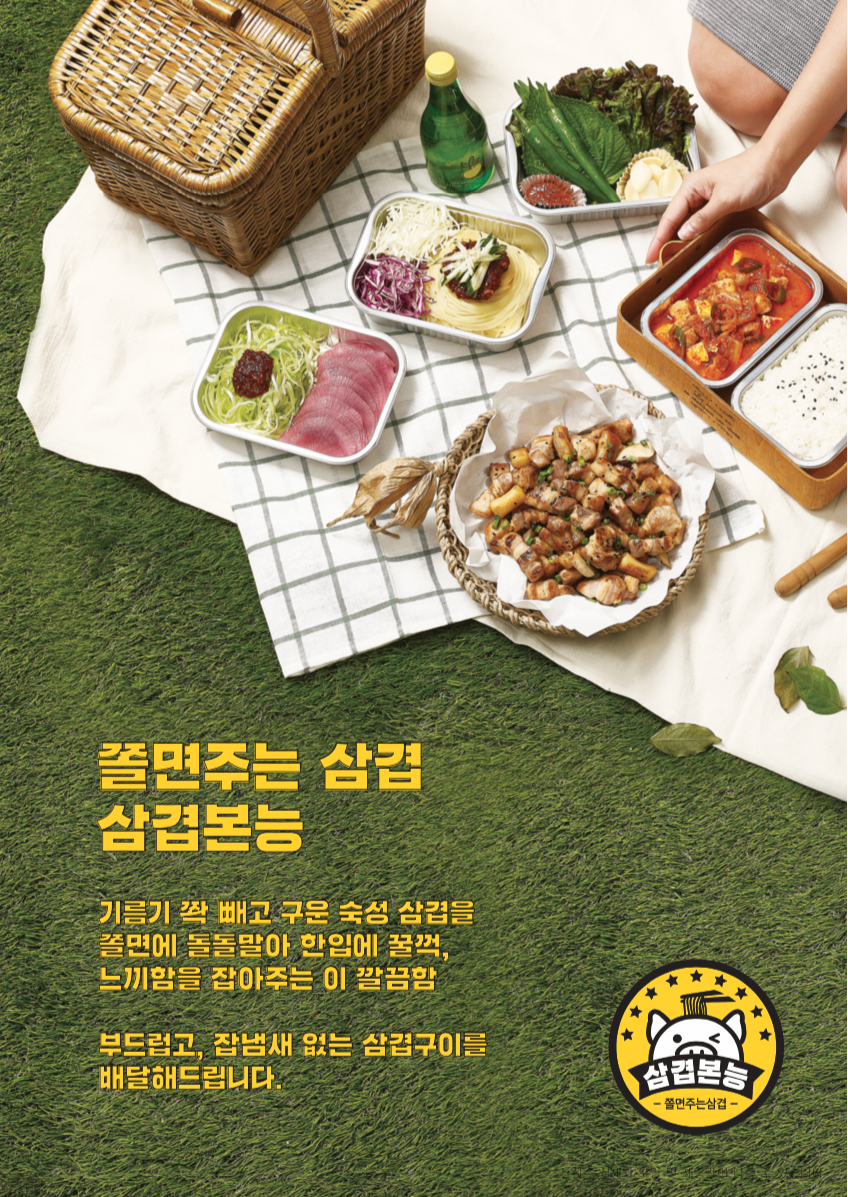 쫄면주는 삼겹
삼겹본능
기름기 쫙 빼고 구운 숙성 삼겹을
쫄면에 돌돌말아 한입에 꿀꺽,
느끼함을 잡아주는 이 깔끔함
부드럽고, 잡냄새 없는 삼겹구이를
배달해드립니다.
삼겹본능
– 쫄면주는삼겹 –